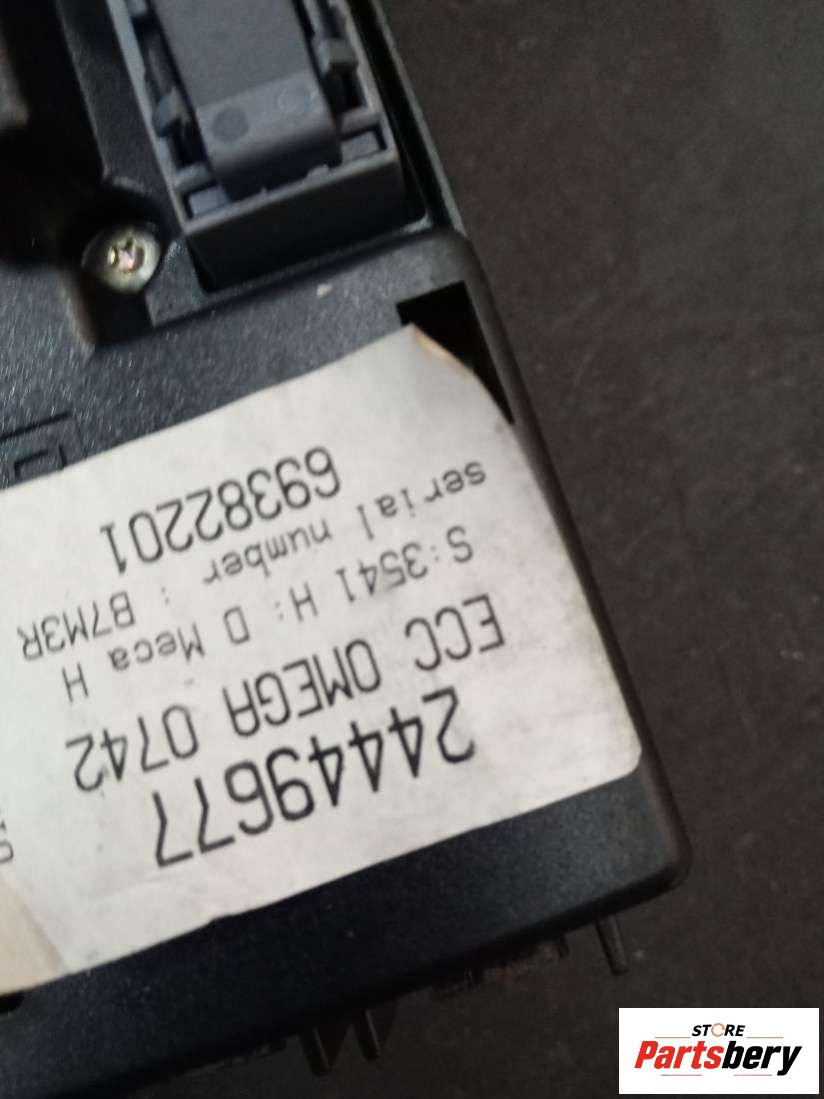 24449677
ECC OMEGA 0742
S:3541 H: D Meca H
serial number : B7M3R
69382201
STORE
Partsbery